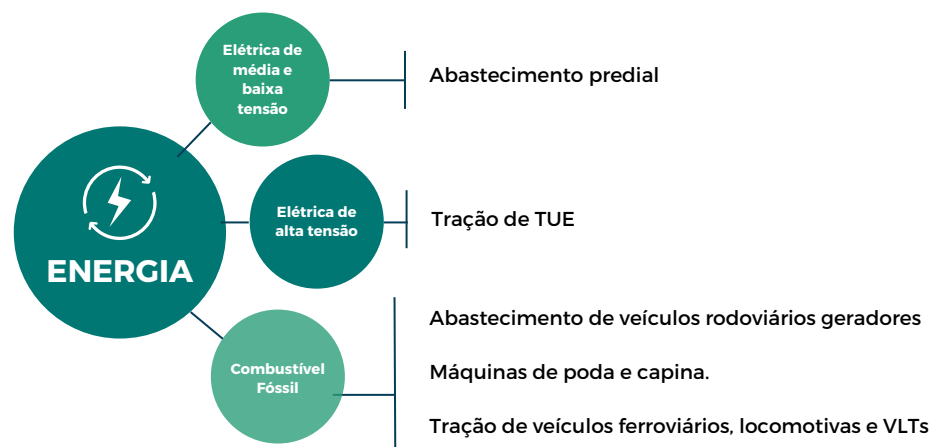 Elétrica de
média e
baixa
tensão
Abastecimento predial
ENERGIA
Elétrica de
alta tensão
Tração de TUE
Combustível
Fóssil
Abastecimento de veículos rodoviários geradores
Máquinas de poda e capina.
Tração de veículos ferroviários, locomotivas e VLTs